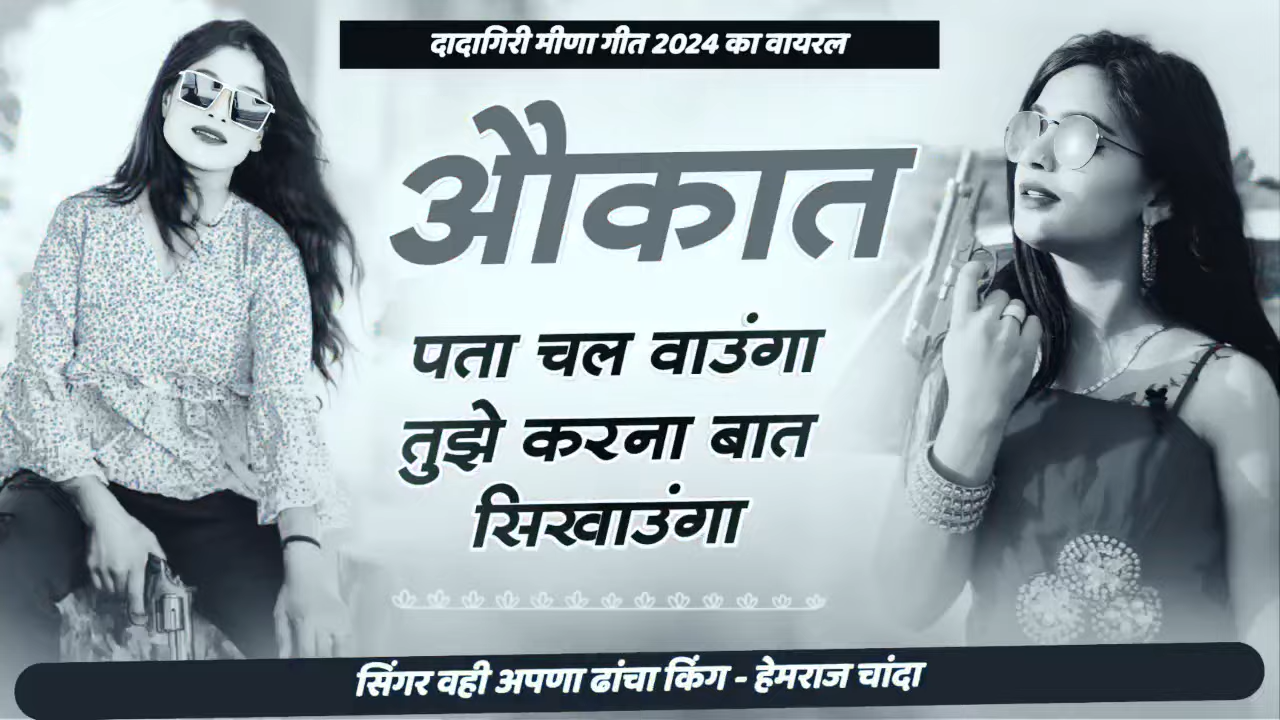 दादागिरी मीणा गीत 2024 का वायरल
औकात
पता चल वाउंगा
तुझे करना बात
सिखाउंगा
सिंगर वही अपणा ढांचा किंग - हेमराज चांदा